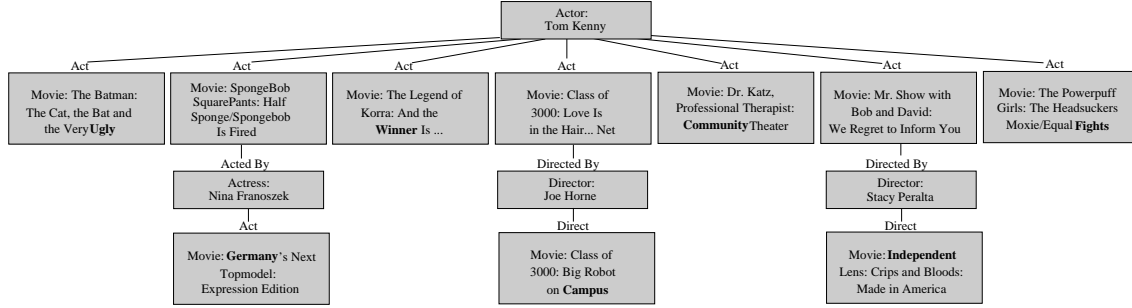 Actor:
Tom Kenny
Act
Act
Act
Act
Act
Act
Act
Movie: The Batman:
The Cat, the Bat and
the VeryUgly
Movie: SpongeBob
SquarePants: Half
Sponge/Spongebob
Is Fired
Movie: The Legend of
Korra: And the
Winner Is ...
Movie: Class of
3000: Love Is
in the Hair... Net
Movie: Dr. Katz,
Professional Therapist:
CommunityTheater
Movie: Mr. Show with
Bob and David:
We Regret to Inform You
Movie: The Powerpuff
Girls: The Headsuckers
Moxie/Equal Fights
Acted By
Directed By
Directed By
Actress:
Nina Franoszek
Director:
Joe Horne
Director:
Stacy Peralta
Act
Direct
Direct
Movie: Germany's Next
Topmodel:
Expression Edition
Movie: Class of
3000: Big Robot
on Campus
Movie: Independent
Lens: Crips and Bloods:
Made in America